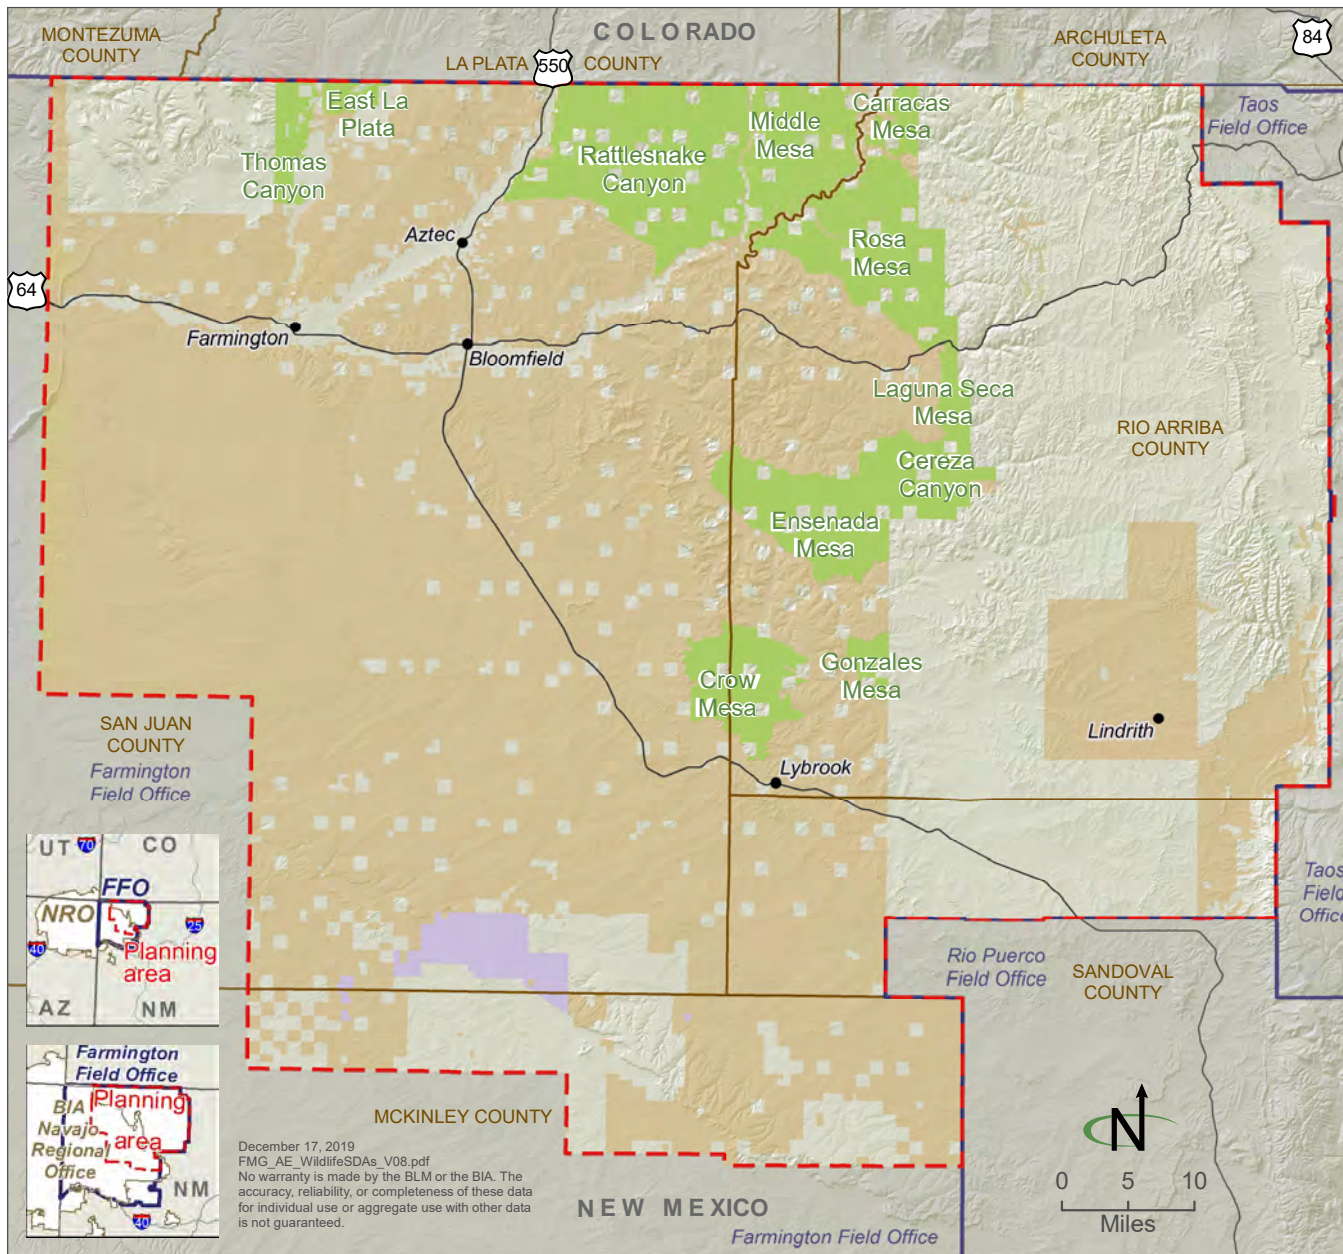 COLORADO
MONTEZUMA
COUNTY
LA PLATA
550
COUNTY
ARCHULETA
COUNTY
84
Taos
Field Office
East La
Plata
Thomas
Canyon
Rattlesnake
Canyon
Middle
Mesa
Carracas
Mesa
Rosa
Mesa
Aztec
64
Farmington
Bloomfield
Laguna Seca
Mesa
RIO ARRIBA
COUNTY
Cereza
Canyon
Ensenada
Mesa
Crow
Mesa
Gonzales
Mesa
Lindrith
Lybrook
SAN JUAN
COUNTY
Farmington
Field Office
UT
70
CO
FFO
NRO
25
40
Planning
area
AZ
NM
Taos
Field
Office
Rio Puerco
Field Office
SANDOVAL
COUNTY
Farmington
Field Office
Planning
area
BIA
Navajo
Regional
Office
NM
40
MCKINLEY COUNTY
December 17, 2019
FMG_AE_WildlifeSDAs_V08.pdf
No warranty is made by the BLM or the BIA. The
accuracy, reliability, or completeness of these data
for individual use or aggregate use with other data
is not guaranteed.
NEW MEXICO
Farmington Field Office
N
0 5 10
Miles